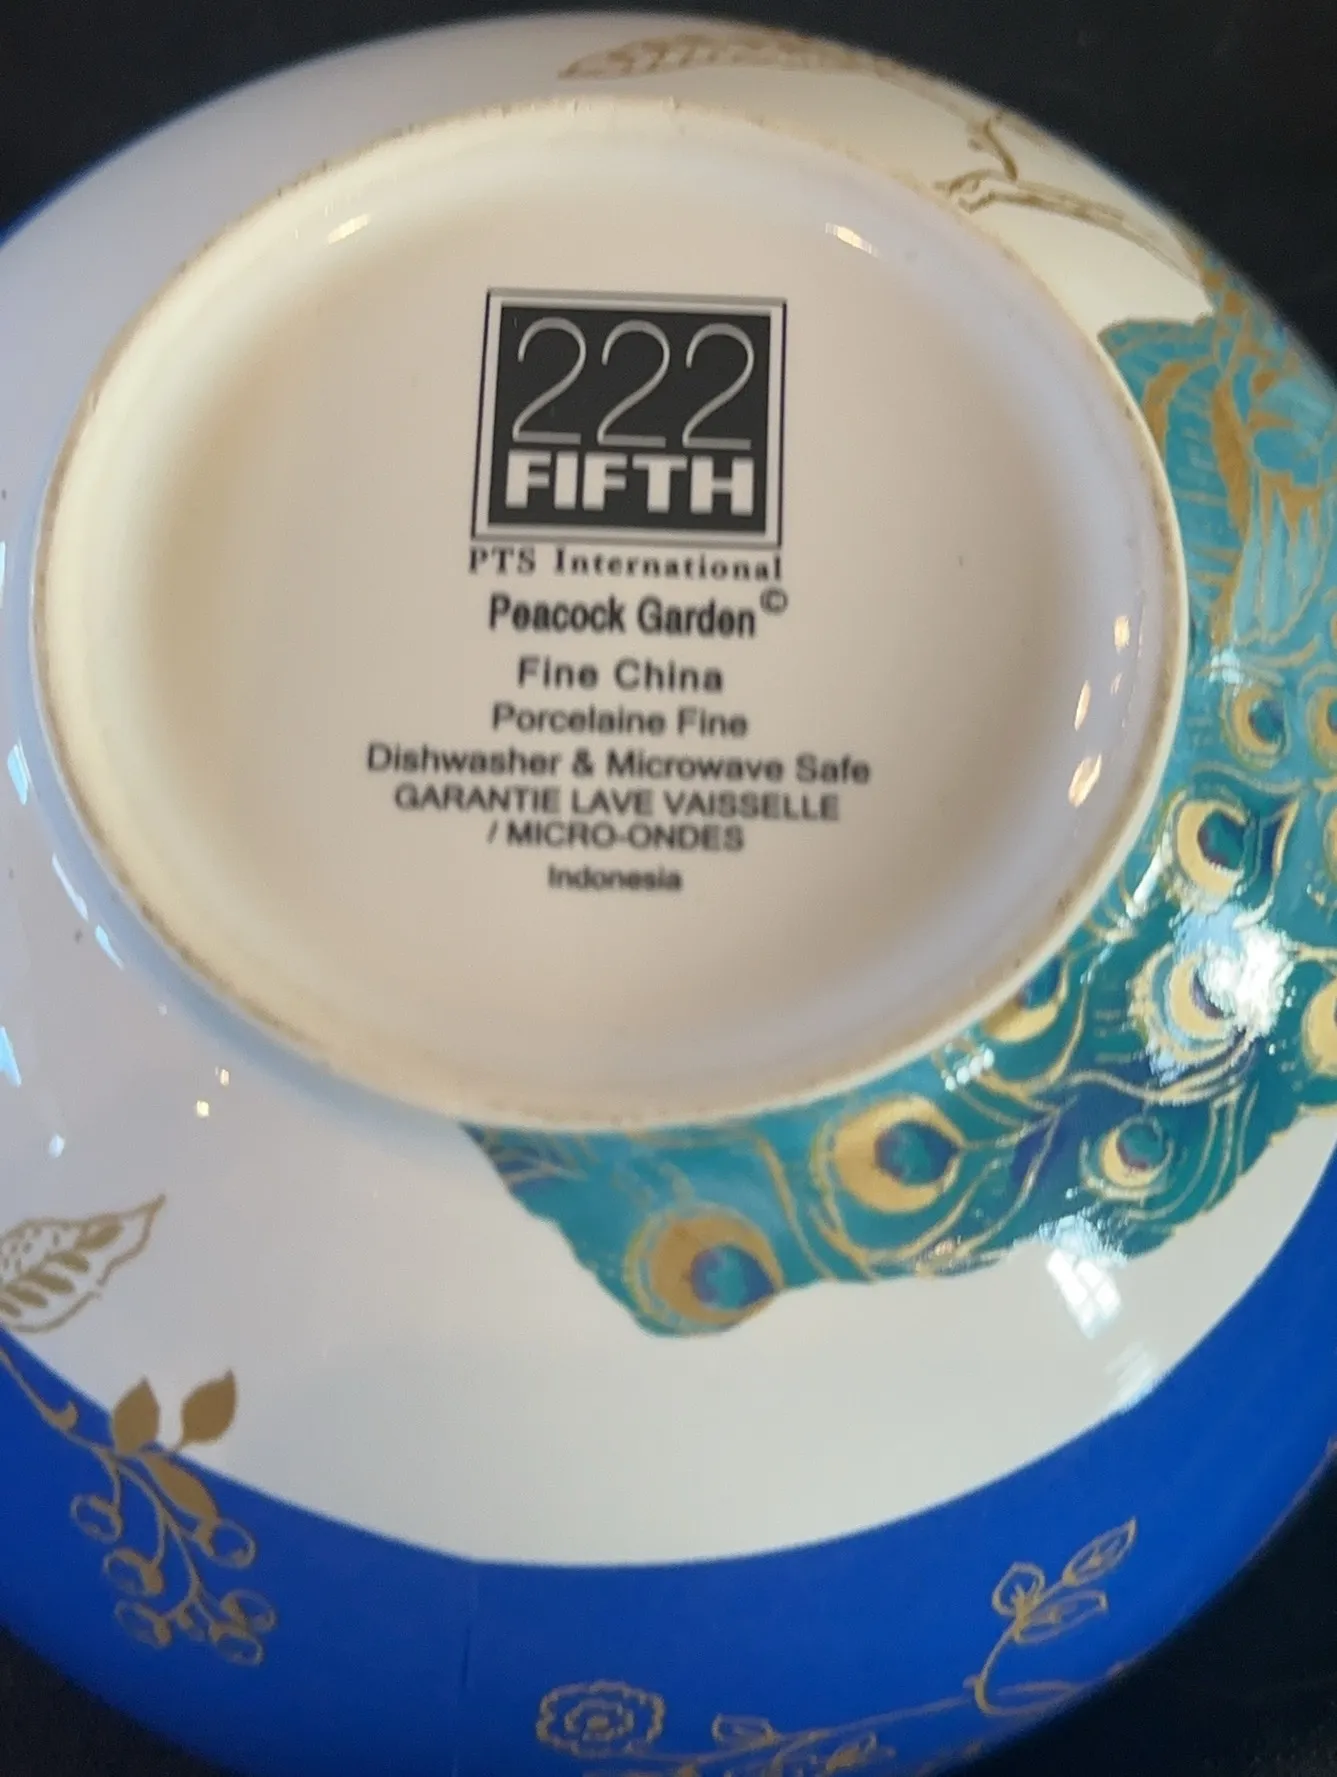 222
FIFTH
PTS International
Peacock Garden©
Fine China
Porcelaine Fine
Dishwasher & Microwave Safe
GARANTIE LAVE VAISSELLE
/ MICRO-ONDES
Indonesia